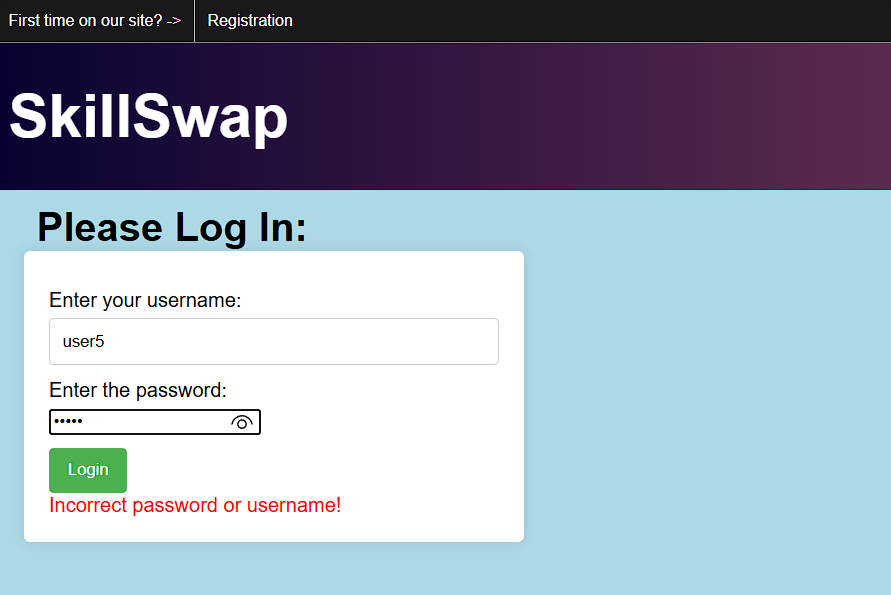 First time on our site? -> Registration
SkillSwap
Please Log In:
Enter your username:
user5
Enter the password:
•••••
Login
Incorrect password or username!